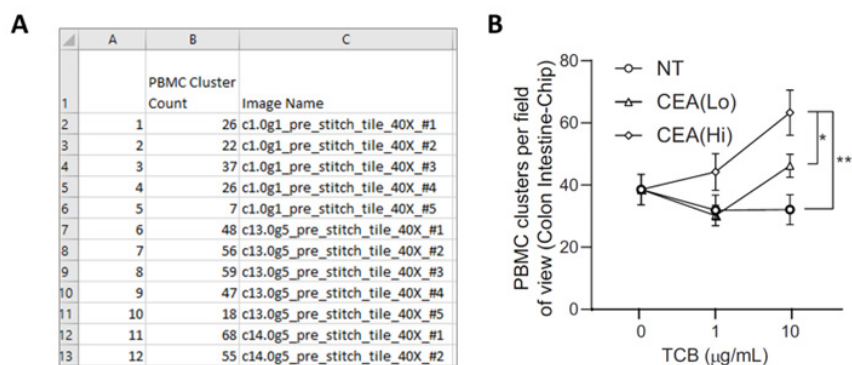 A
A B C
PBMC Cluster
1 Count Image Name
2 1 26 c1.0g1_pre_stitch_tile_40X_#1
3 2 22 c1.0g1_pre_stitch_tile_40X_#2
4 3 37 c1.0g1_pre_stitch_tile_40X_#3
5 4 26 c1.0g1_pre_stitch_tile_40X_#4
6 5 7 c1.0g1_pre_stitch_tile_40X_#5
7 6 48 c13.0g5_pre_stitch_tile_40X_#1
8 7 56 c13.0g5_pre_stitch_tile_40X_#2
9 8 59 c13.0g5_pre_stitch_tile_40X_#3
10 9 47 c13.0g5_pre_stitch_tile_40X_#4
11 10 18 c13.0g5_pre_stitch_tile_40X_#5
12 11 68 c14.0g5_pre_stitch_tile_40X_#1
13 12 55 c14.0g5_pre_stitch_tile_40X_#2
B
PBMC clusters per field
of view (Colon Intestine-Chip)
80
60
40
20
0
NT
CEA(Lo)
CEA(Hi)
*
**
0 1 10
TCB (µg/mL)